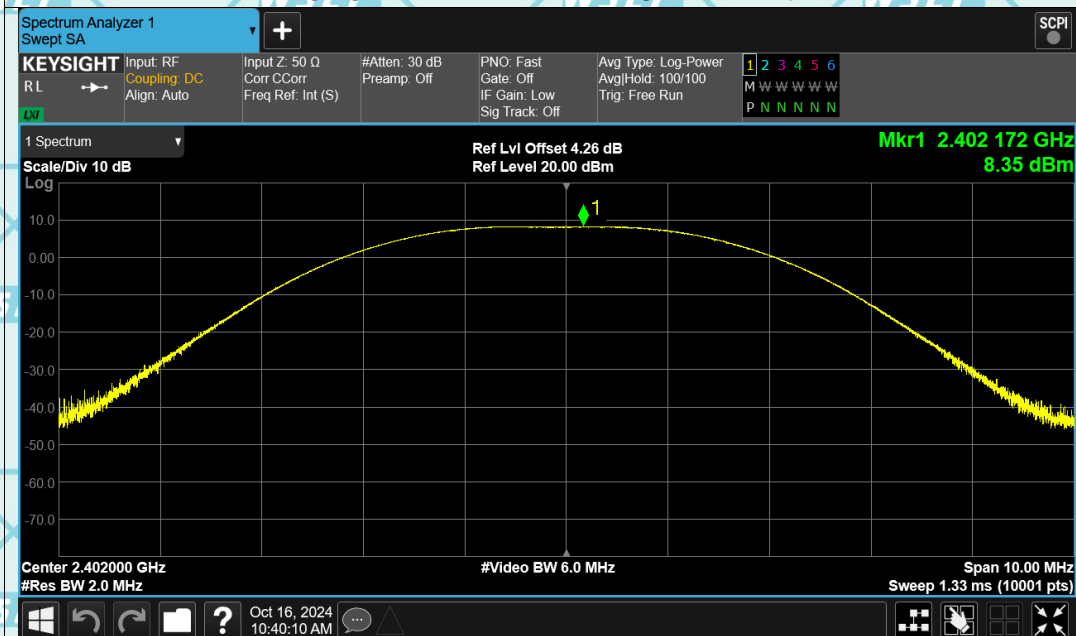 Spectrum Analyzer 1
Swept SA
+
SCPI
KEYSIGHT
R L
LXI
Input: RF
Coupling: DC
Align: Auto
Input Z: 50 Ω
Corr CCorr
Freq Ref: Int (S)
#Atten: 30 dB
Preamp: Off
PNO: Fast
Gate: Off
IF Gain: Low
Sig Track: Off
Avg Type: Log-Power
Avg|Hold: 100/100
Trig: Free Run
1 2 3 4 5 6
M W W W W W
P N N N N N
1 Spectrum
Scale/Div 10 dB
Log
Ref Lvl Offset 4.26 dB
Ref Level 20.00 dBm
Mkr1 2.402 172 GHz
8.35 dBm
1
10.0
0.00
-10.0
-20.0
-30.0
-40.0
-50.0
-60.0
-70.0
Center 2.402000 GHz
#Res BW 2.0 MHz
#Video BW 6.0 MHz
Span 10.00 MHz
Sweep 1.33 ms (10001 pts)
?
Oct 16, 2024
10:40:10 AM